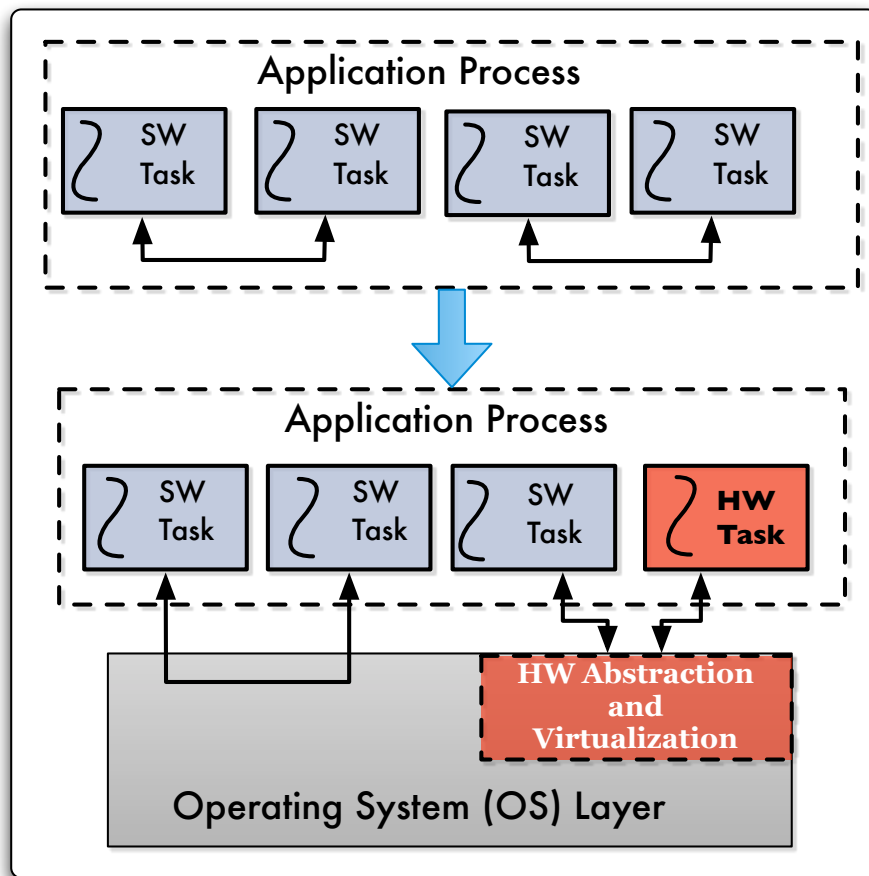 Application Process
SW
Task
SW
Task
SW
Task
SW
Task
Application Process
SW
Task
SW
Task
SW
Task
HW
Task
HW Abstraction
and
Virtualization
Operating System (OS) Layer